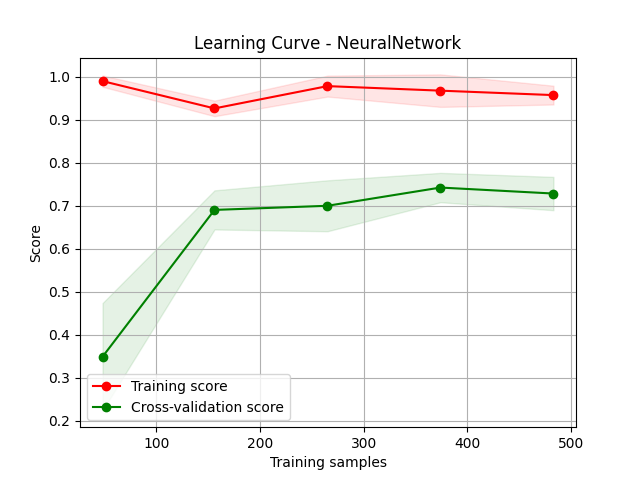 Learning Curve - NeuralNetwork
1.0
0.9
0.8
0.7
0.6
0.5
0.4
0.3
0.2
Score
Training score
Cross-validation score
100
200
300
400
500
Training samples